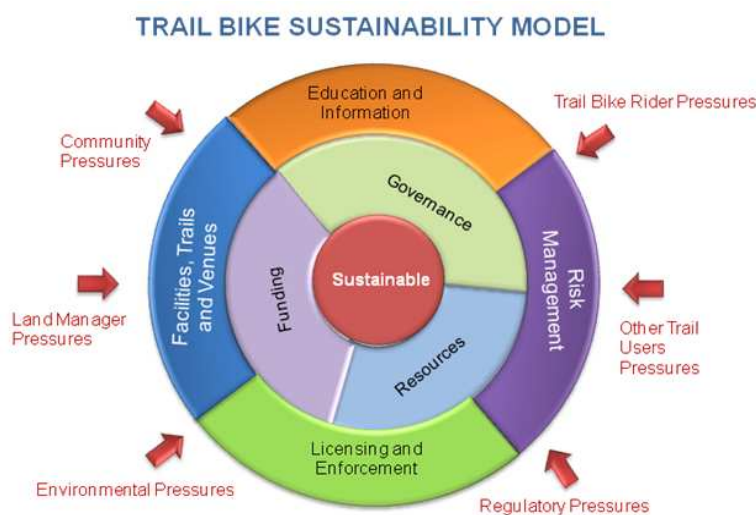 TRAIL BIKE SUSTAINABILITY MODEL
Education and
Information
Trail Bike Rider Pressures
Community
Pressures
Governance
Facilities, Trails
and Venues
Funding
Sustainable
Risk
Management
Land Manager
Pressures
Other Trail
Users
Pressures
Resources
Licensing and
Enforcement
Environmental Pressures
Regulatory Pressures